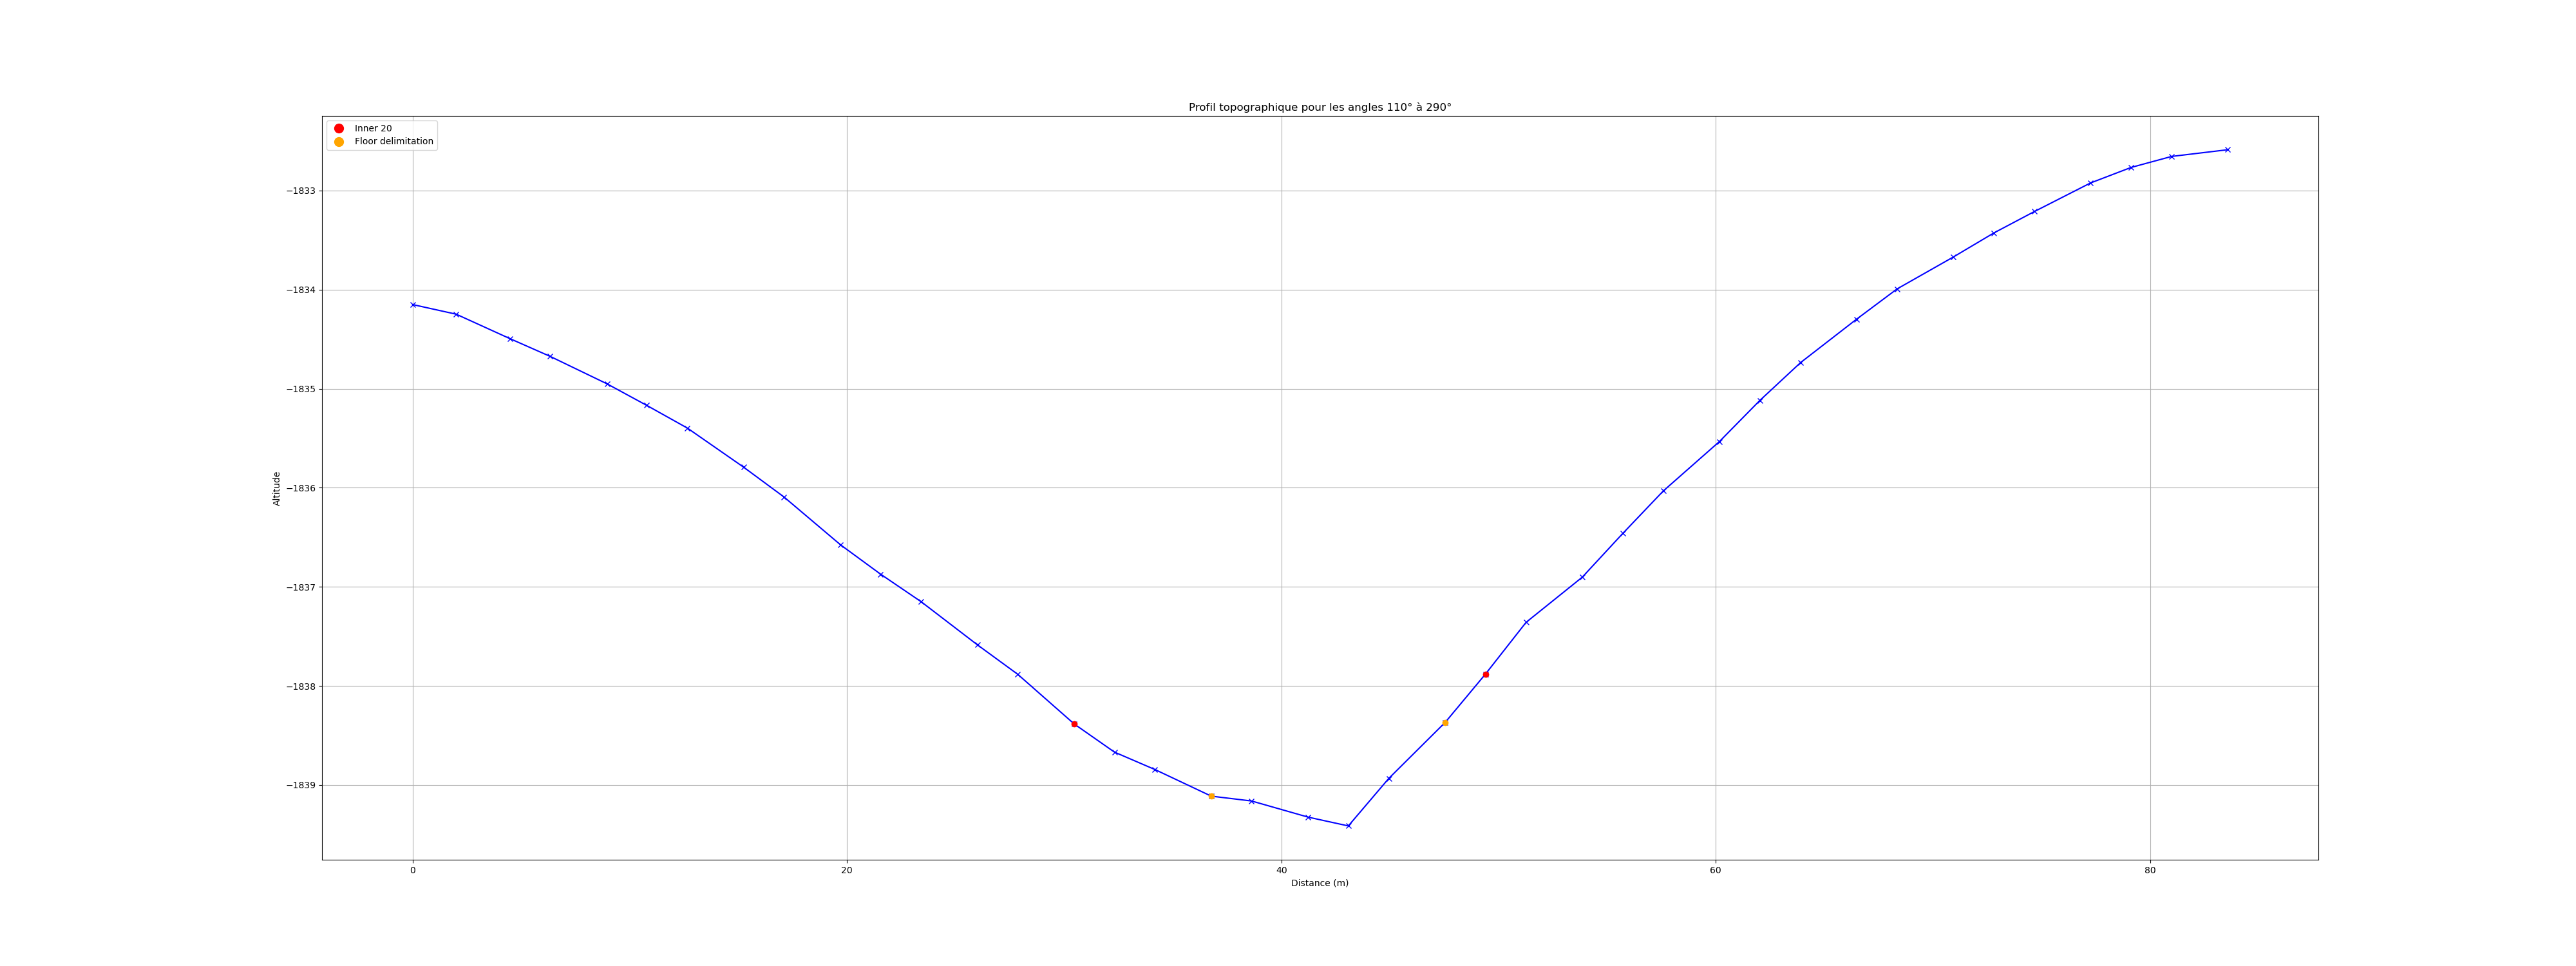 Profil topographique pour les angles 110° à 290°
Inner 20
Floor delimitation
−1833
−1834
−1835
−1836
−1837
−1838
−1839
Altitude
0 20 40 60 80
Distance (m)